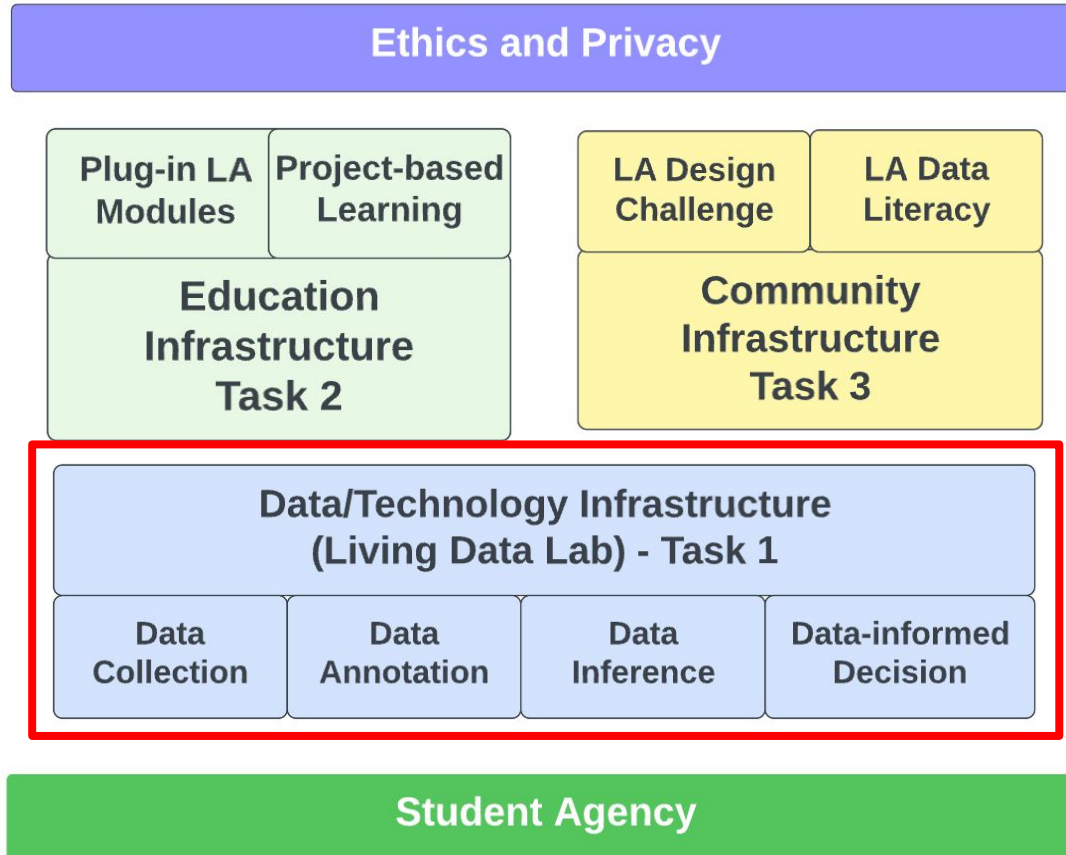 Ethics and Privacy
Plug-in LA
Modules
Project-based
Learning
Education
Infrastructure
Task 2
LA Design
Challenge
LA Data
Literacy
Community
Infrastructure
Task 3
Data/Technology Infrastructure
(Living Data Lab) - Task 1
Data
Collection
Data
Annotation
Data
Inference
Data-informed
Decision
Student Agency